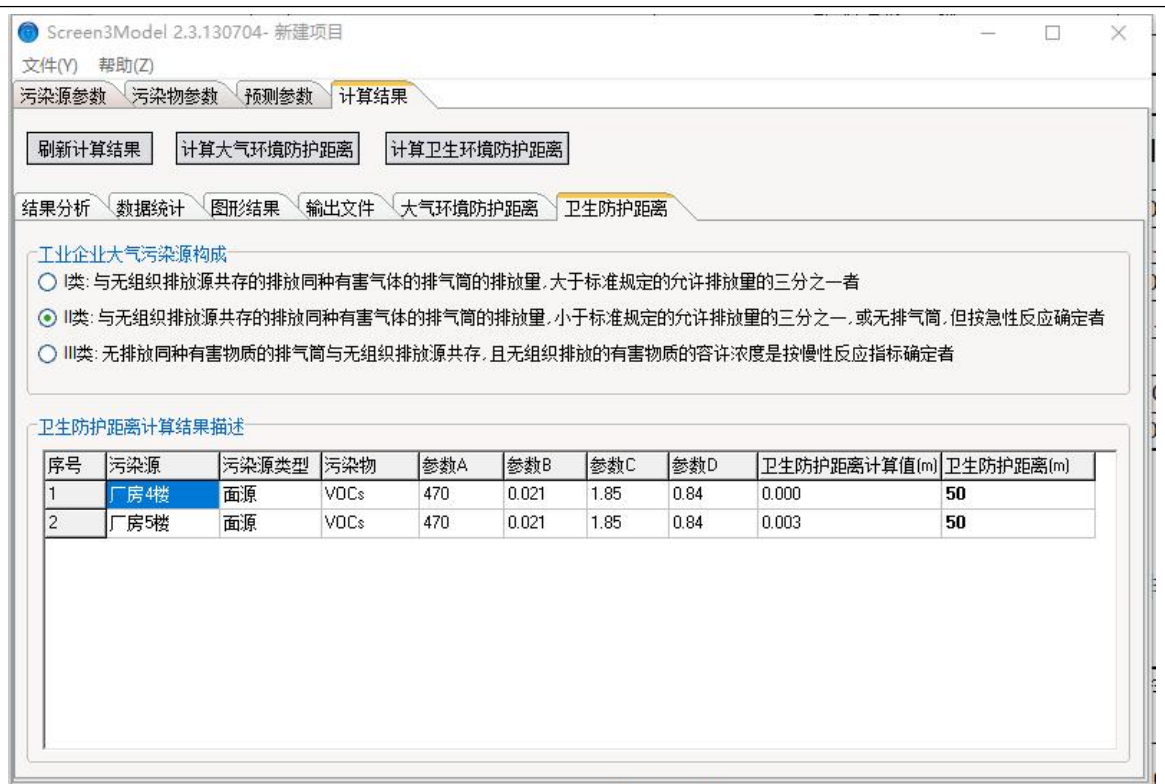 Screen3Model 2.3.130704- 新建项目
文件(Y) 帮助(Z)
污染源参数 污染物参数 预测参数 计算结果
刷新计算结果 计算大气环境防护距离 计算卫生环境防护距离
结果分析 数据统计 图形结果 输出文件 大气环境防护距离 卫生防护距离
工业企业大气污染源构成
I类:与无组织排放源共存的排放同种有害气体的排气筒的排放量,大于标准规定的允许排放量的三分之一者
II类:与无组织排放源共存的排放同种有害气体的排气筒的排放量,小于标准规定的允许排放量的三分之一,或无排气筒,但按急性反应确定者
III类:无排放同种有害物质的排气筒与无组织排放源共存,且无组织排放的有害物质的容许浓度是按慢性反应指标确定者
卫生防护距离计算结果描述
序号 污染源 污染源类型 污染物 参数A 参数B 参数C 参数D 卫生防护距离计算值(m) 卫生防护距离(m)
1 厂房4楼 面源 VOCs 470 0.021 1.85 0.84 0.000 50
2 厂房5楼 面源 VOCs 470 0.021 1.85 0.84 0.003 50